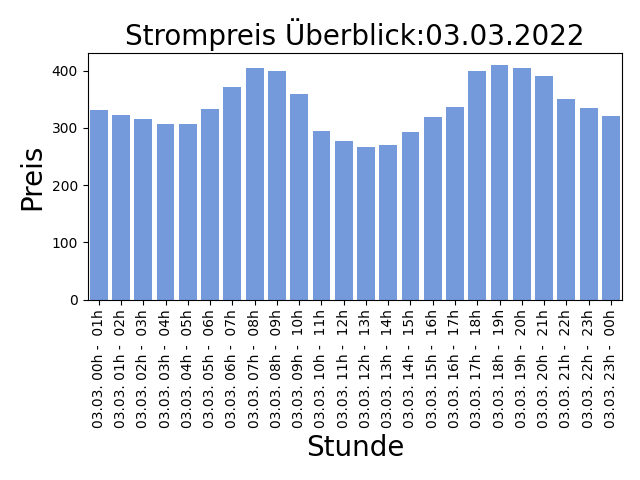 Strompreis Überblick:03.03.2022
Preis
400
300
200
100
0
03.03. 00h -  01h
03.03. 01h -  02h
03.03. 02h -  03h
03.03. 03h -  04h
03.03. 04h -  05h
03.03. 05h -  06h
03.03. 06h -  07h
03.03. 07h -  08h
03.03. 08h -  09h
03.03. 09h -  10h
03.03. 10h -  11h
03.03. 11h -  12h
03.03. 12h -  13h
03.03. 13h -  14h
03.03. 14h -  15h
03.03. 15h -  16h
03.03. 16h -  17h
03.03. 17h -  18h
03.03. 18h -  19h
03.03. 19h -  20h
03.03. 20h -  21h
03.03. 21h -  22h
03.03. 22h -  23h
03.03. 23h -  00h
Stunde